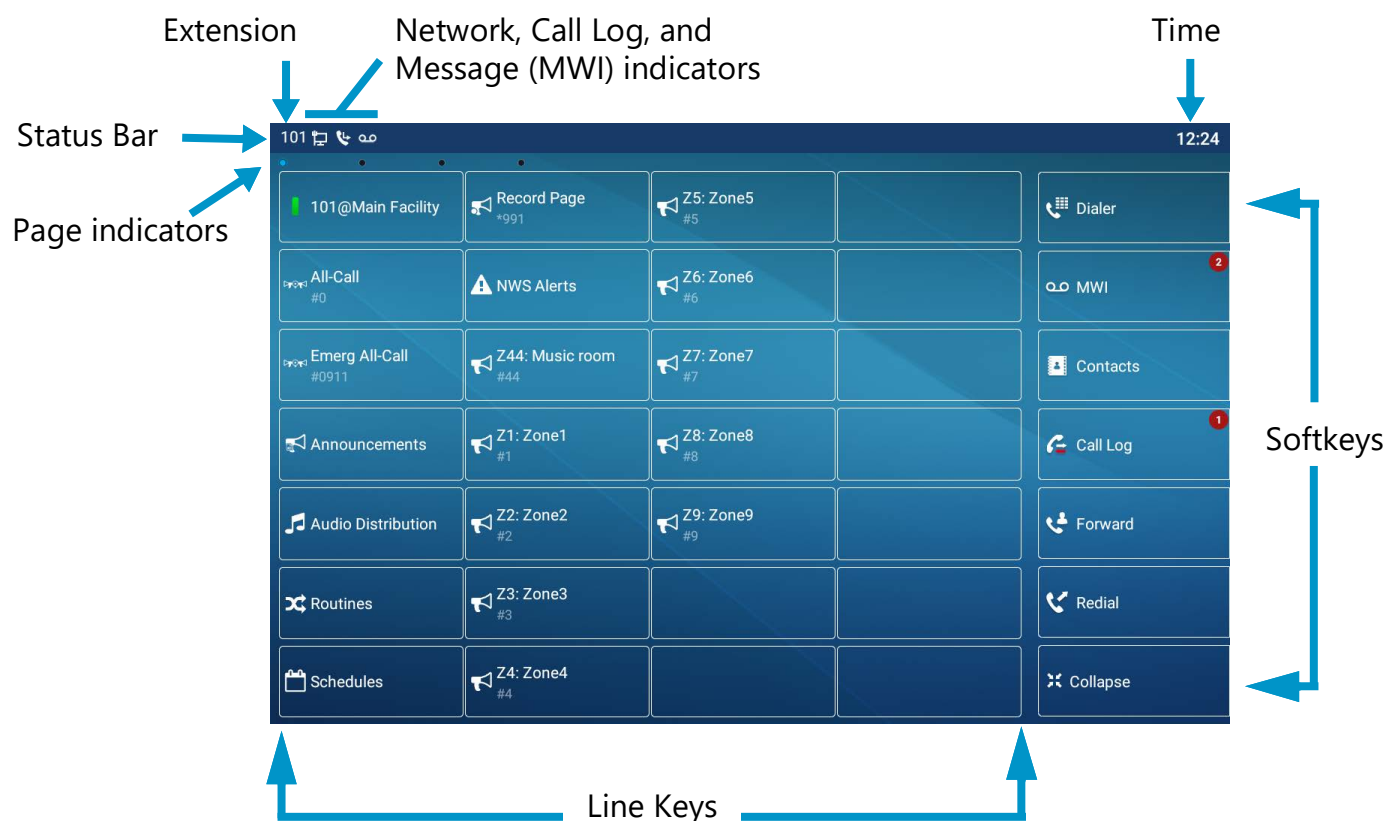 Extension
Network, Call Log, and
Message (MWI) indicators
Time
Status Bar
101
12:24
Page indicators
101@Main Facility
Record Page
*991
Z5: Zone5
#5
Dialer
All-Call
#0
NWS Alerts
Z6: Zone6
#6
MWI
2
Emerg All-Call
#0911
Z44: Music room
#44
Z7: Zone7
#7
Contacts
Announcements
Z1: Zone1
#1
Z8: Zone8
#8
Call Log
1
Softkeys
Audio Distribution
Z2: Zone2
#2
Z9: Zone9
#9
Forward
Routines
Z3: Zone3
#3
Redial
Schedules
Z4: Zone4
#4
Collapse
Line Keys